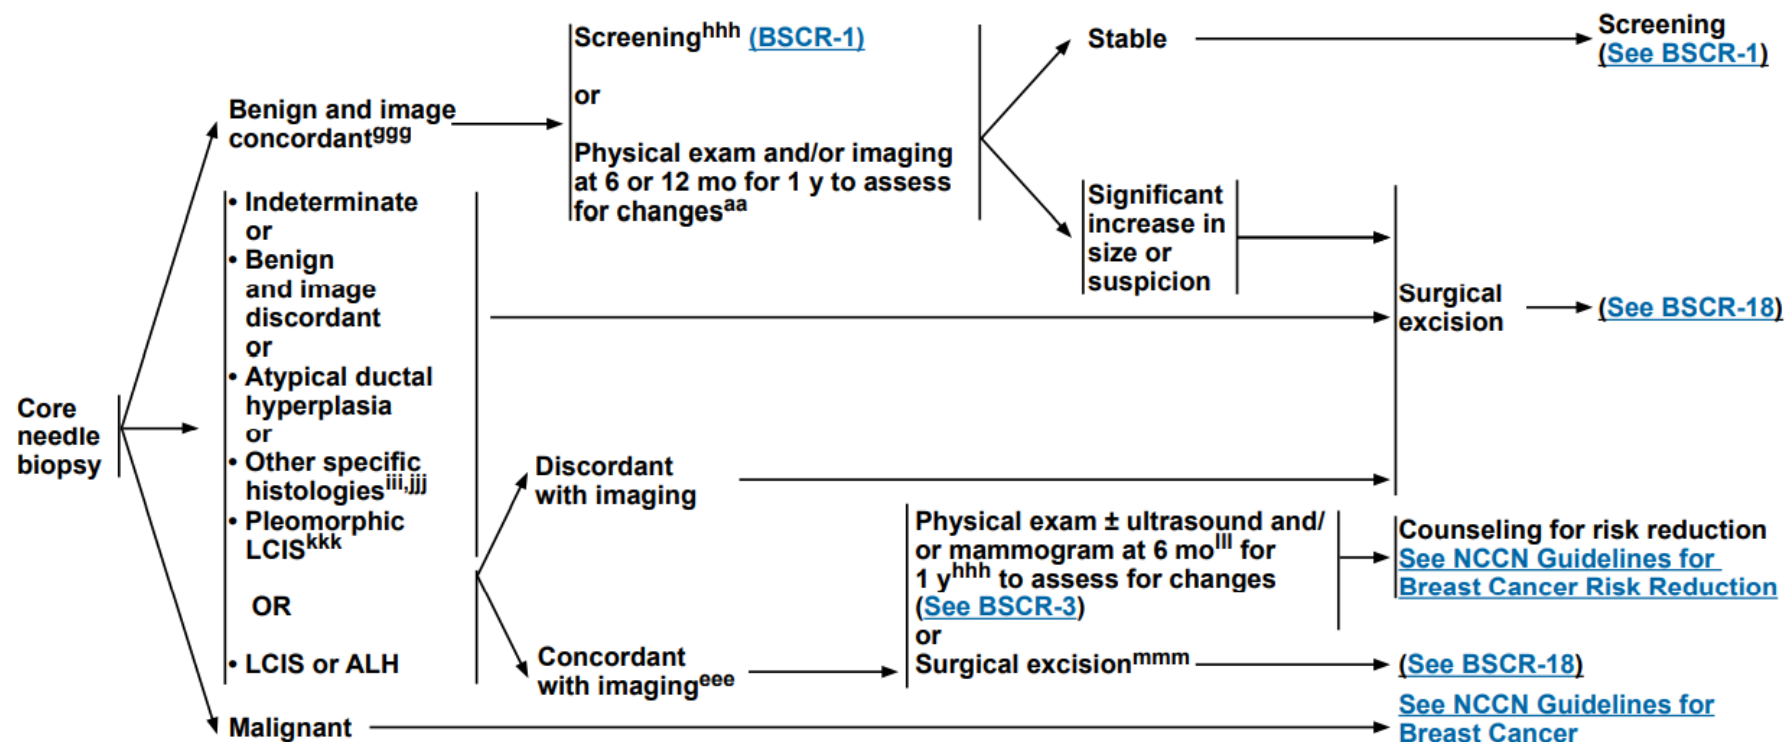 Screeninghhh (BSCR-1)
or
Physical exam and/or imaging
at 6 or 12 mo for 1 y to assess
for changesaa
Stable
Screening
(See BSCR-1)
Benign and image
concordantggg
Significant
increase in
size or
suspicion
• Indeterminate
or
• Benign
and image
discordant
or
• Atypical ductal
hyperplasia
or
• Other specific
histologiesiii,jjj
• Pleomorphic
LCISkkk
OR
• LCIS or ALH
Surgical
excision
(See BSCR-18)
Core
needle
biopsy
Discordant
with imaging
Concordant
with imagingeee
Physical exam ± ultrasound and/
or mammogram at 6 molll for
1 yhhh to assess for changes
(See BSCR-3)
or
Surgical excisionmmm
Counseling for risk reduction
See NCCN Guidelines for
Breast Cancer Risk Reduction
(See BSCR-18)
Malignant
See NCCN Guidelines for
Breast Cancer